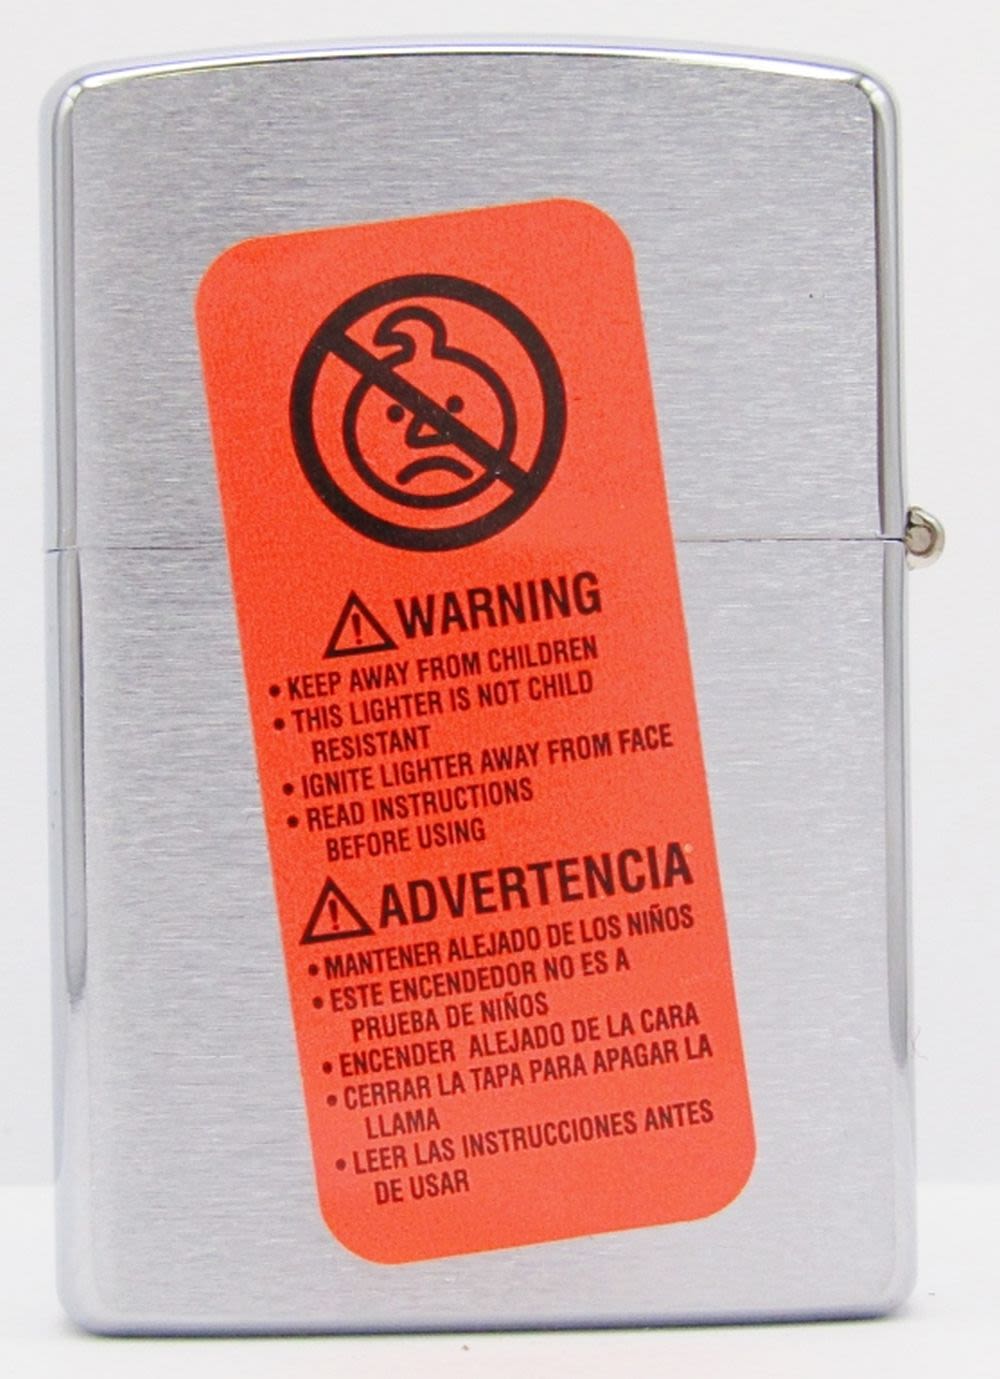 WARNING
• KEEP AWAY FROM CHILDREN
• THIS LIGHTER IS NOT CHILD
RESISTANT
• IGNITE LIGHTER AWAY FROM FACE
• READ INSTRUCTIONS
BEFORE USING
ADVERTENCIA
• MANTENER ALEJADO DE LOS NIÑOS
• ESTE ENCENDEDOR NO ES A
PRUEBA DE NIÑOS
• ENCENDER ALEJADO DE LA CARA
• CERRAR LA TAPA PARA APAGAR LA
LLAMA
• LEER LAS INSTRUCCIONES ANTES
DE USAR